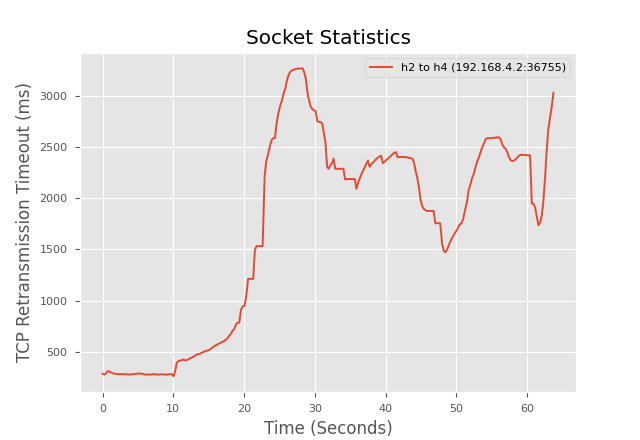 Socket Statistics
h2 to h4 (192.168.4.2:36755)
TCP Retransmission Timeout (ms)
3000
2500
2000
1500
1000
500
0 10 20 30 40 50 60
Time (Seconds)